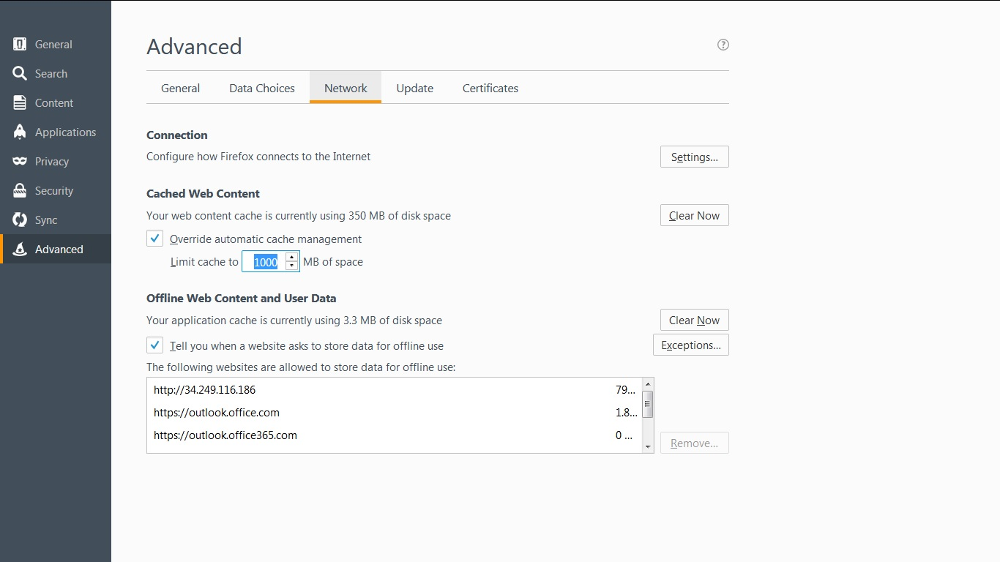 General
Search
Content
Applications
Privacy
Security
Sync
Advanced
Advanced
?
General Data Choices Network Update Certificates
Connection
Configure how Firefox connects to the Internet Settings...
Cached Web Content
Your web content cache is currently using 350 MB of disk space Clear Now
Override automatic cache management
Limit cache to 1000 MB of space
Offline Web Content and User Data
Your application cache is currently using 3.3 MB of disk space Clear Now
Tell you when a website asks to store data for offline use Exceptions...
The following websites are allowed to store data for offline use:
http://34.249.116.186 79...
https://outlook.office.com 1.8...
https://outlook.office365.com 0 ...
Remove...